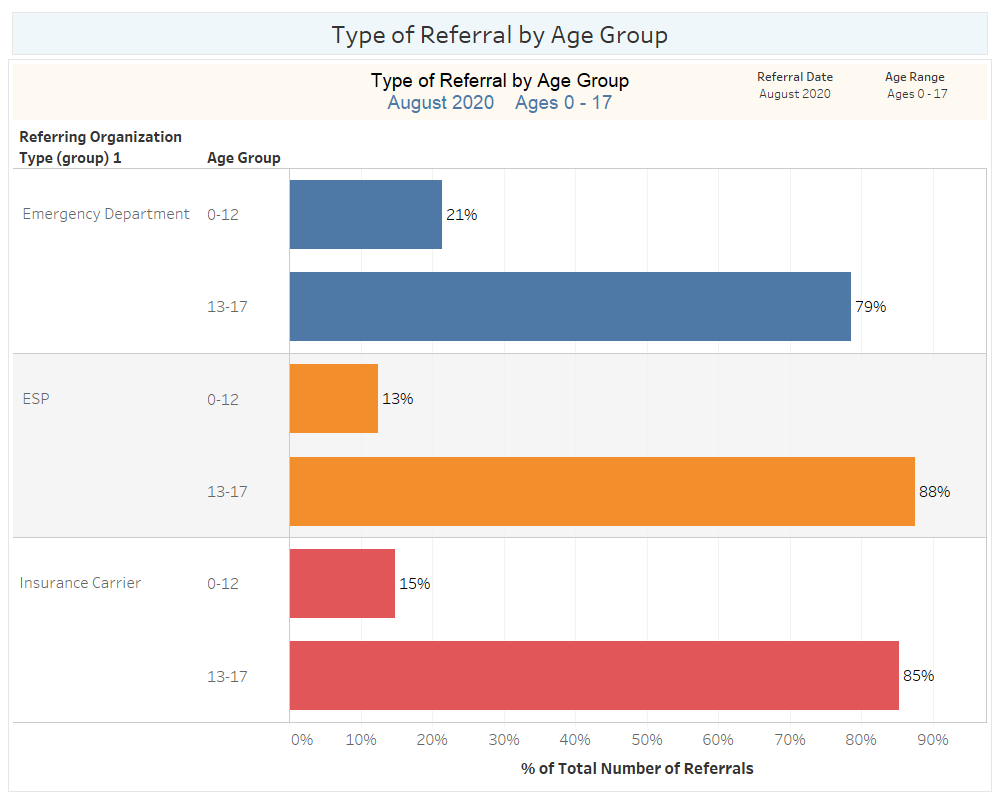 Type of Referral by Age Group
Type of Referral by Age Group
August 2020 Ages 0 - 17
Referral Date
August 2020
Age Range
Ages 0 - 17
Referring Organization
Type (group) 1
Age Group
Emergency Department 0-12 21%
13-17 79%
ESP 0-12 13%
13-17 88%
Insurance Carrier 0-12 15%
13-17 85%
0% 10% 20% 30% 40% 50% 60% 70% 80% 90%
% of Total Number of Referrals